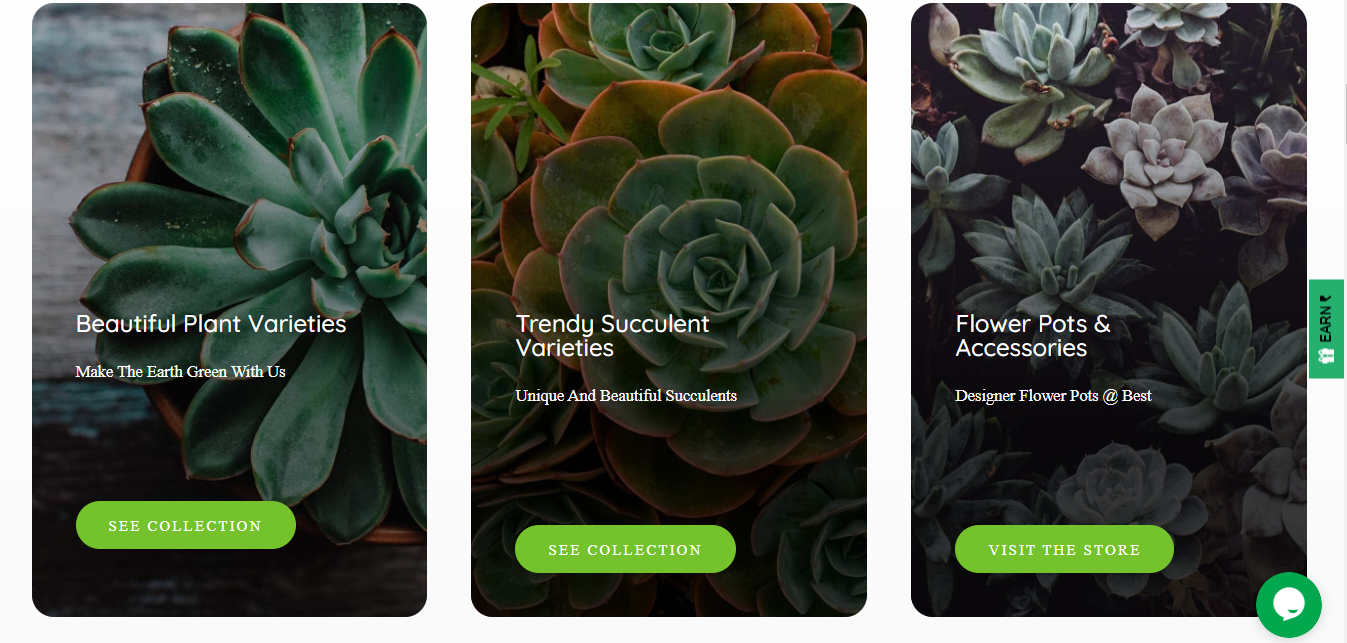 Beautiful Plant Varieties
Make The Earth Green With Us
SEE COLLECTION
Trendy Succulent
Varieties
Unique And Beautiful Succulents
SEE COLLECTION
Flower Pots &
Accessories
Designer Flower Pots @ Best
VISIT THE STORE
EARN ₹